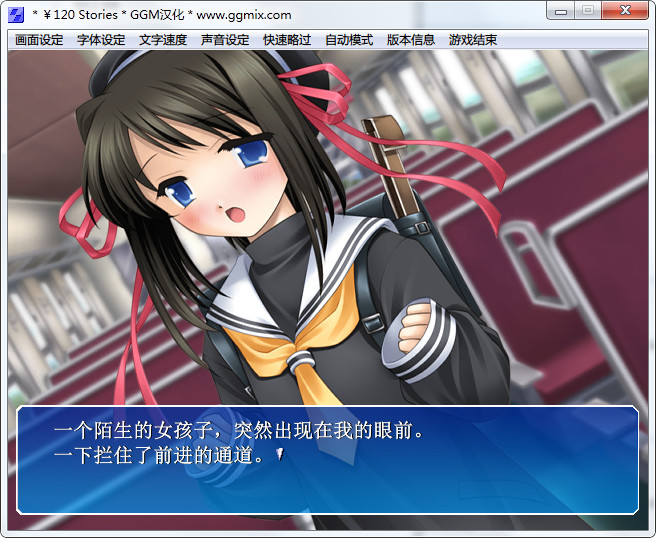 * ￥120 Stories * GGM汉化 * www.ggmix.com
画面设定 字体设定 文字速度 声音设定 快速略过 自动模式 版本信息 游戏结束
一个陌生的女孩子，突然出现在我的眼前。
一下拦住了前进的通道。